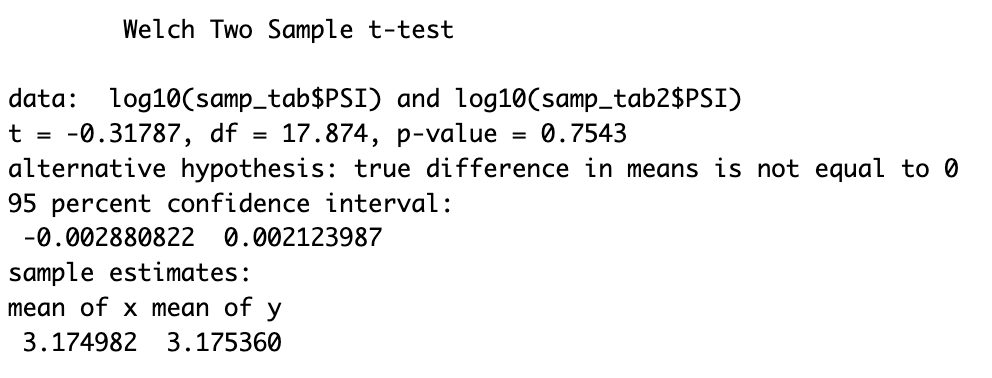 Welch Two Sample t-test
data:  log10(samp_tab$PSI) and log10(samp_tab2$PSI)
t = -0.31787, df = 17.874, p-value = 0.7543
alternative hypothesis: true difference in means is not equal to 0
95 percent confidence interval:
-0.002880822  0.002123987
sample estimates:
mean of x mean of y
3.174982  3.175360